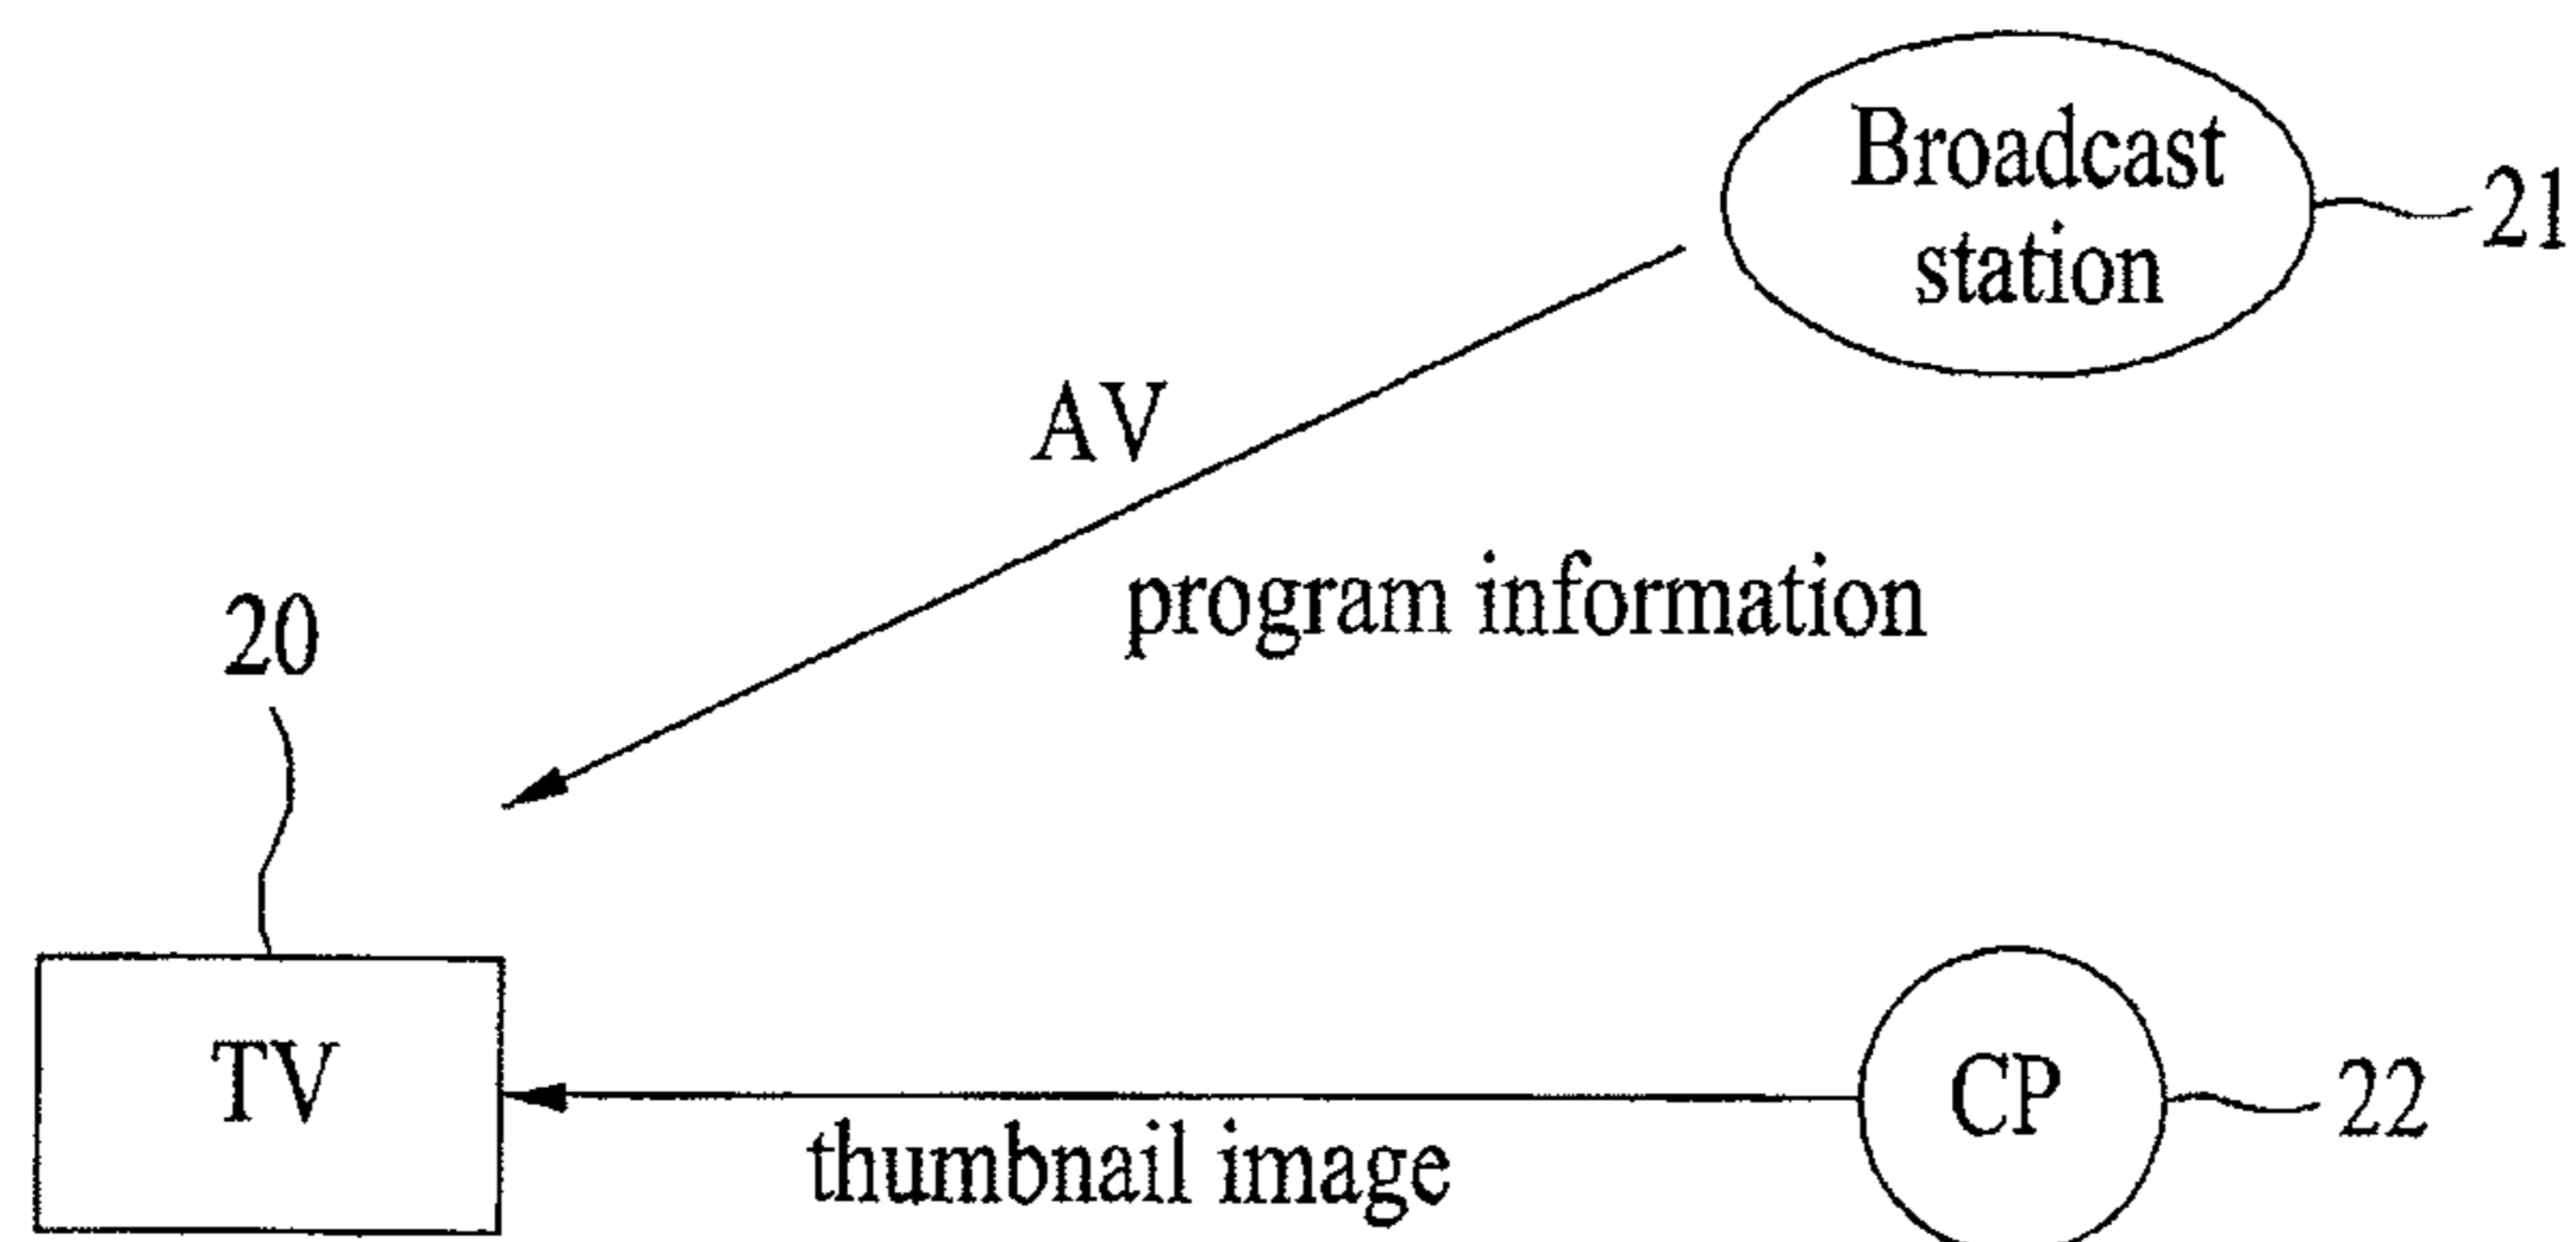 Broadcast
station
21
AV
program information
20
TV
CP
22
thumbnail image